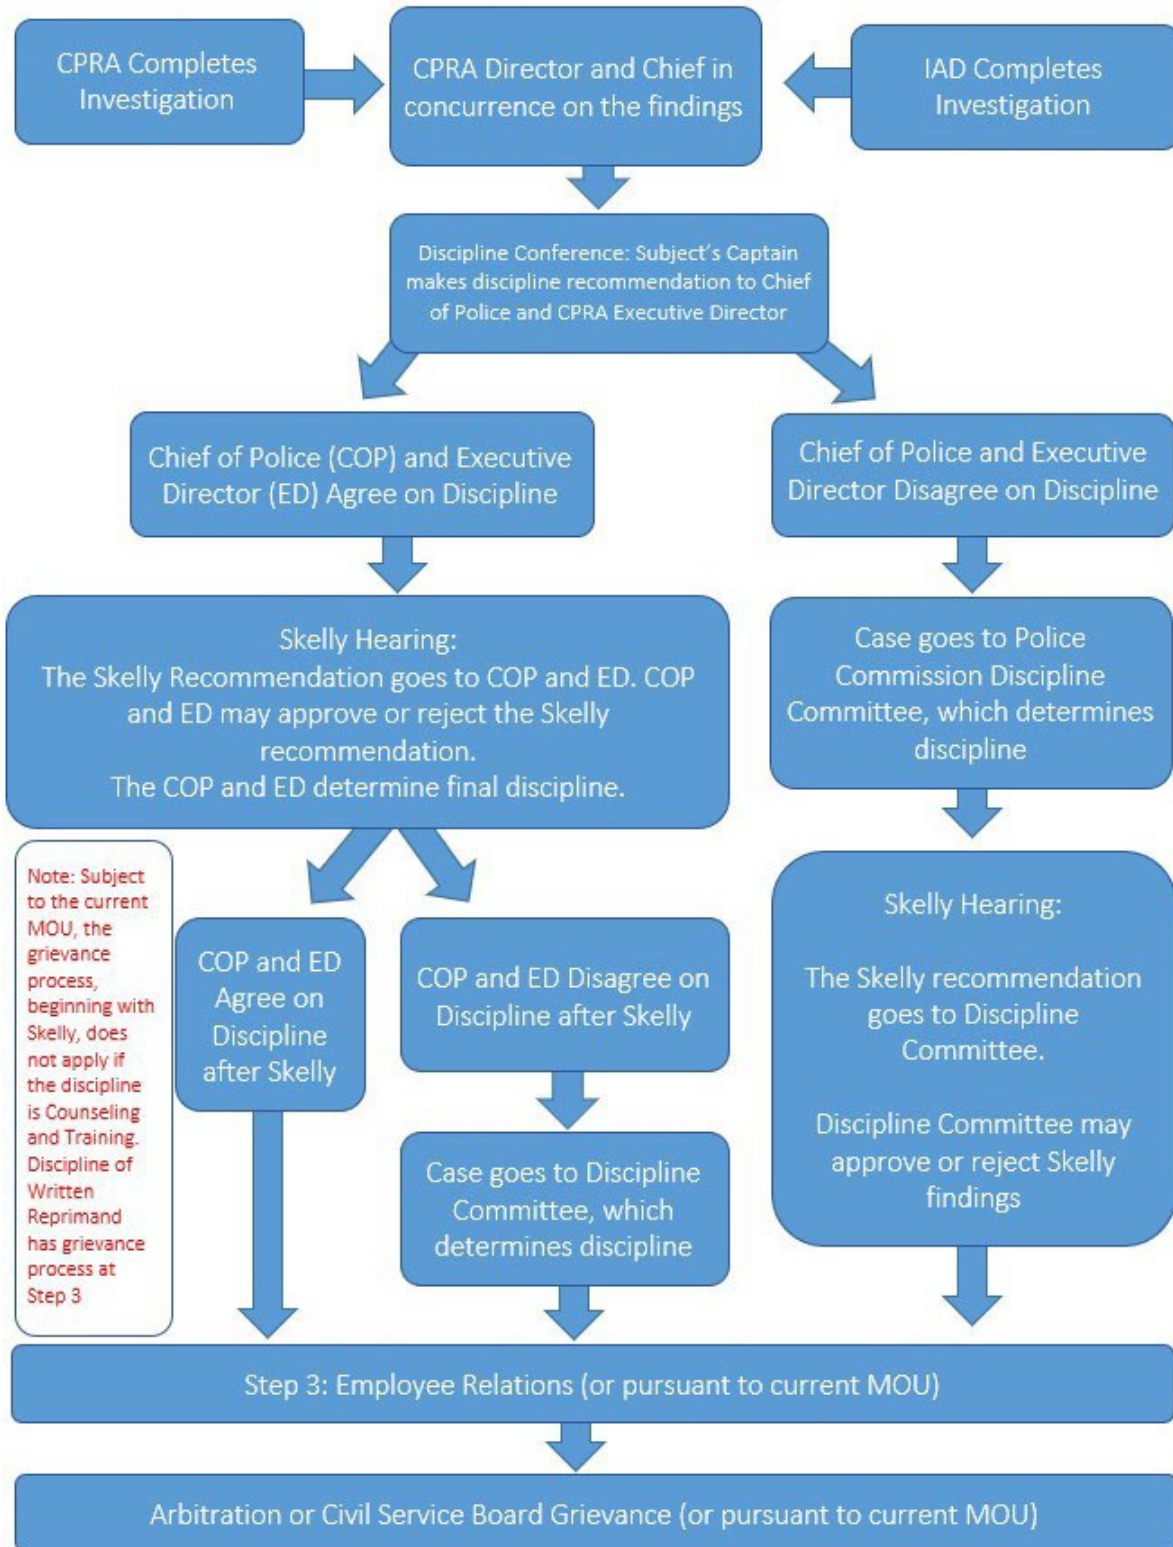 CPRA Completes
Investigation
CPRA Director and Chief in
concurrence on the findings
IAD Completes
Investigation
Discipline Conference: Subject's Captain
makes discipline recommendation to Chief
of Police and CPRA Executive Director
Chief of Police (COP) and Executive
Director (ED) Agree on Discipline
Chief of Police and Executive
Director Disagree on Discipline
Skelly Hearing:
The Skelly Recommendation goes to COP and ED. COP
and ED may approve or reject the Skelly
recommendation.
The COP and ED determine final discipline.
Case goes to Police
Commission Discipline
Committee, which determines
discipline
Note: Subject
to the current
MOU, the
grievance
process,
beginning with
Skelly, does
not apply if
the discipline
is Counseling
and Training.
Discipline of
Written
Reprimand
has grievance
process at
Step 3
COP and ED
Agree on
Discipline
after Skelly
COP and ED Disagree on
Discipline after Skelly
Case goes to Discipline
Committee, which
determines discipline
Skelly Hearing:
The Skelly recommendation
goes to Discipline
Committee.
Discipline Committee may
approve or reject Skelly
findings
Step 3: Employee Relations (or pursuant to current MOU)
Arbitration or Civil Service Board Grievance (or pursuant to current MOU)